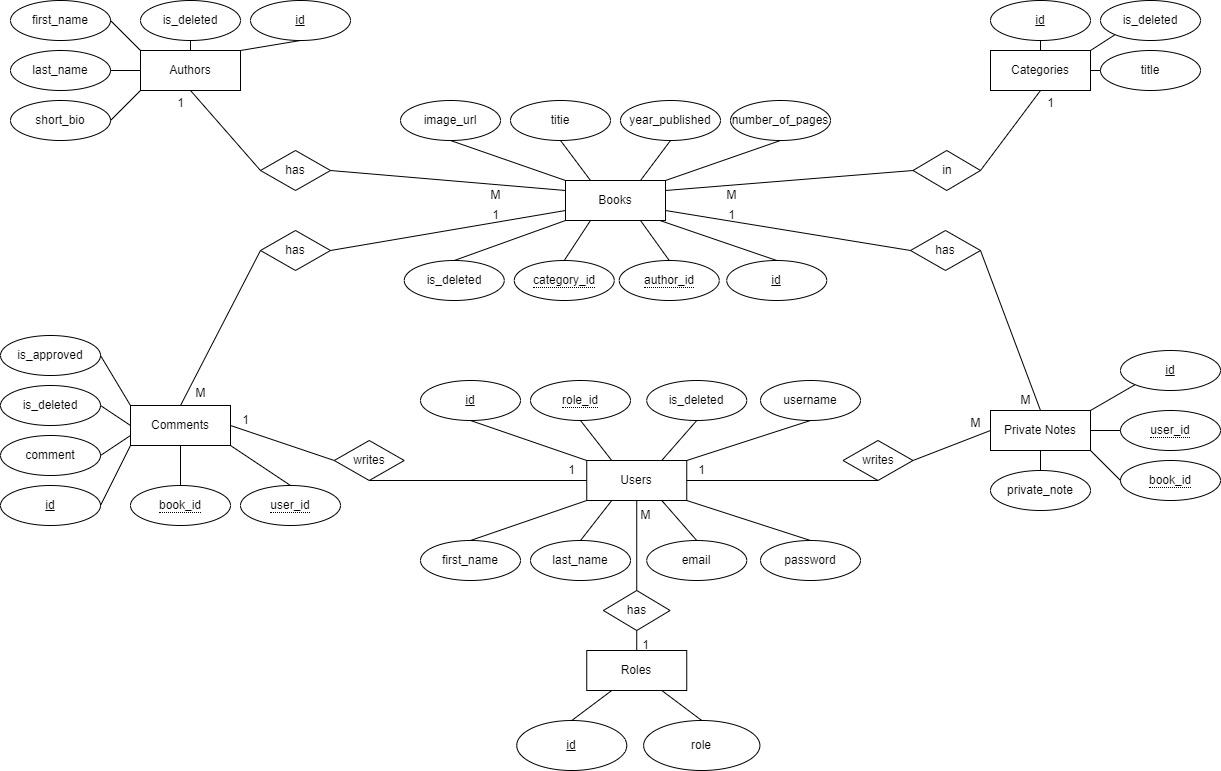 first_name
is_deleted
id
id
is_deleted
last_name
Authors
Categories
title
1
1
short_bio
image_url
title
year_published
number_of_pages
has
in
M
M
Books
1
1
has
has
is_deleted
category_id
author_id
id
is_approved
id
M
M
is_deleted
id
role_id
is_deleted
username
Comments
1
M
Private Notes
user_id
comment
writes
writes
1
1
Users
book_id
id
book_id
user_id
private_note
M
first_name
last_name
email
password
has
1
Roles
id
role